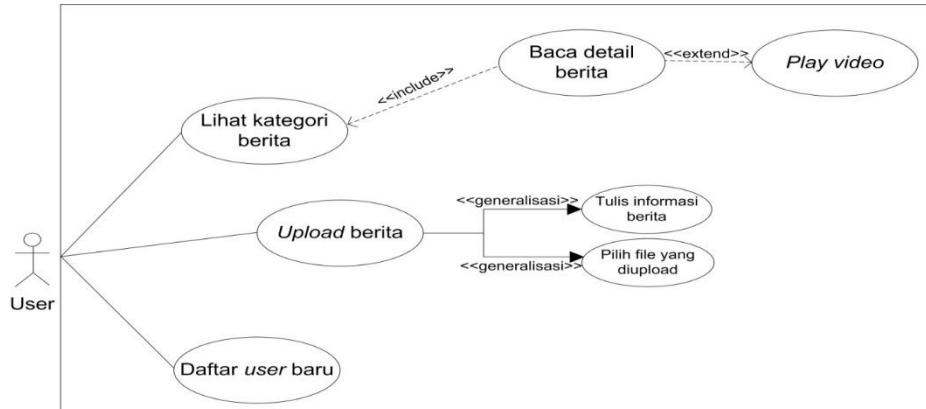 Baca detail
berita
<<extend>>
Play video
<<include>>
Lihat kategori
berita
<<generalisasi>>
Tulis informasi
berita
Upload berita
Pilih file yang
diupload
<<generalisasi>>
User
Daftar user baru